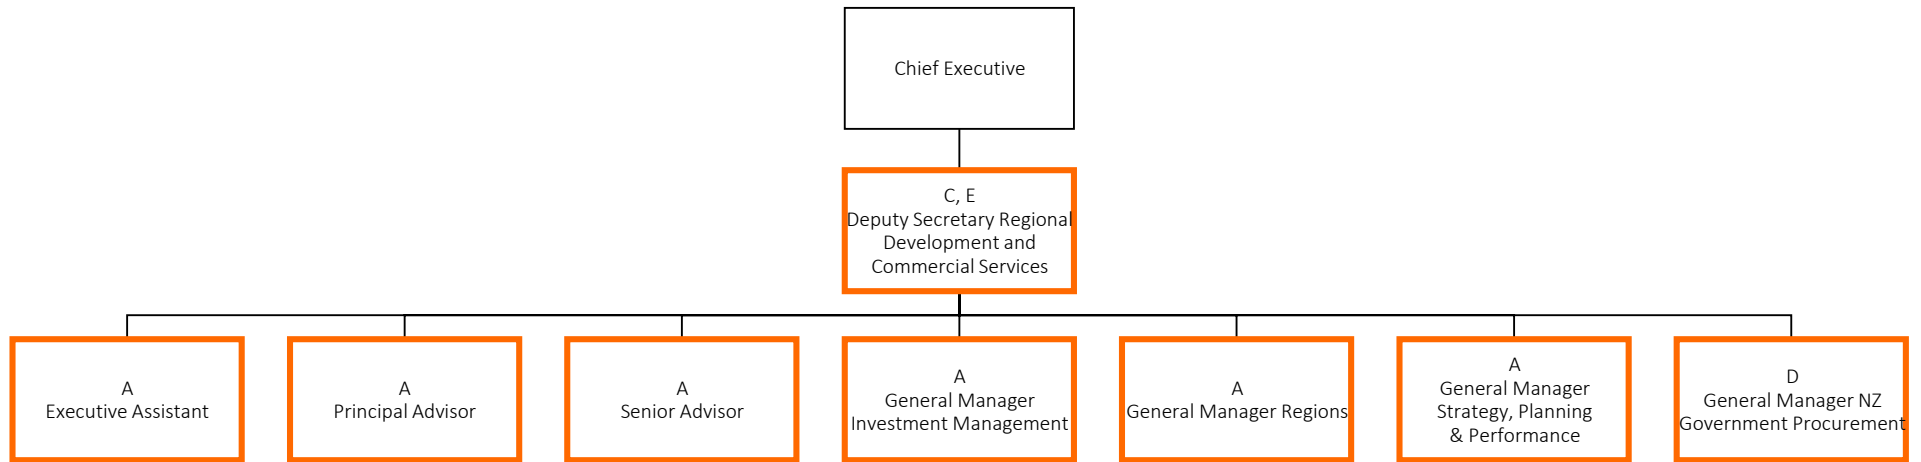 Chief Executive
C, E
Deputy Secretary Regional
Development and
Commercial Services
A
Executive Assistant
A
Principal Advisor
A
Senior Advisor
A
General Manager
Investment Management
A
General Manager Regions
A
General Manager
Strategy, Planning
& Performance
D
General Manager NZ
Government Procurement